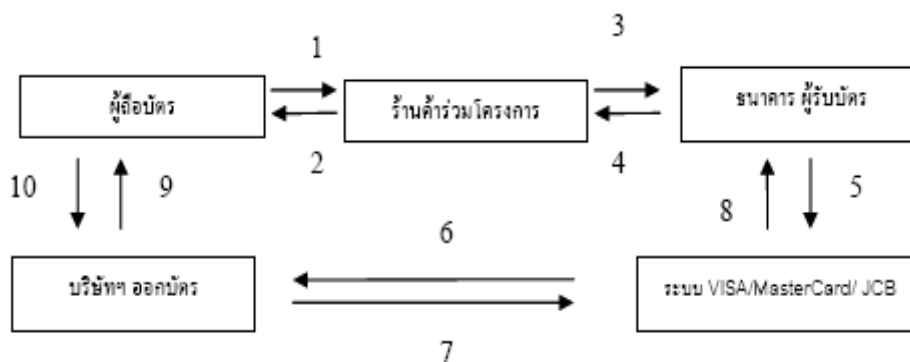 1
3
ผู้ถือบัตร
ร้านค้าร่วมโครงการ
ธนาคาร ผู้รับบัตร
2
4
10
9
8
5
6
บริษัทฯ ออกบัตร
ระบบ VISA/MasterCard/ JCB
7